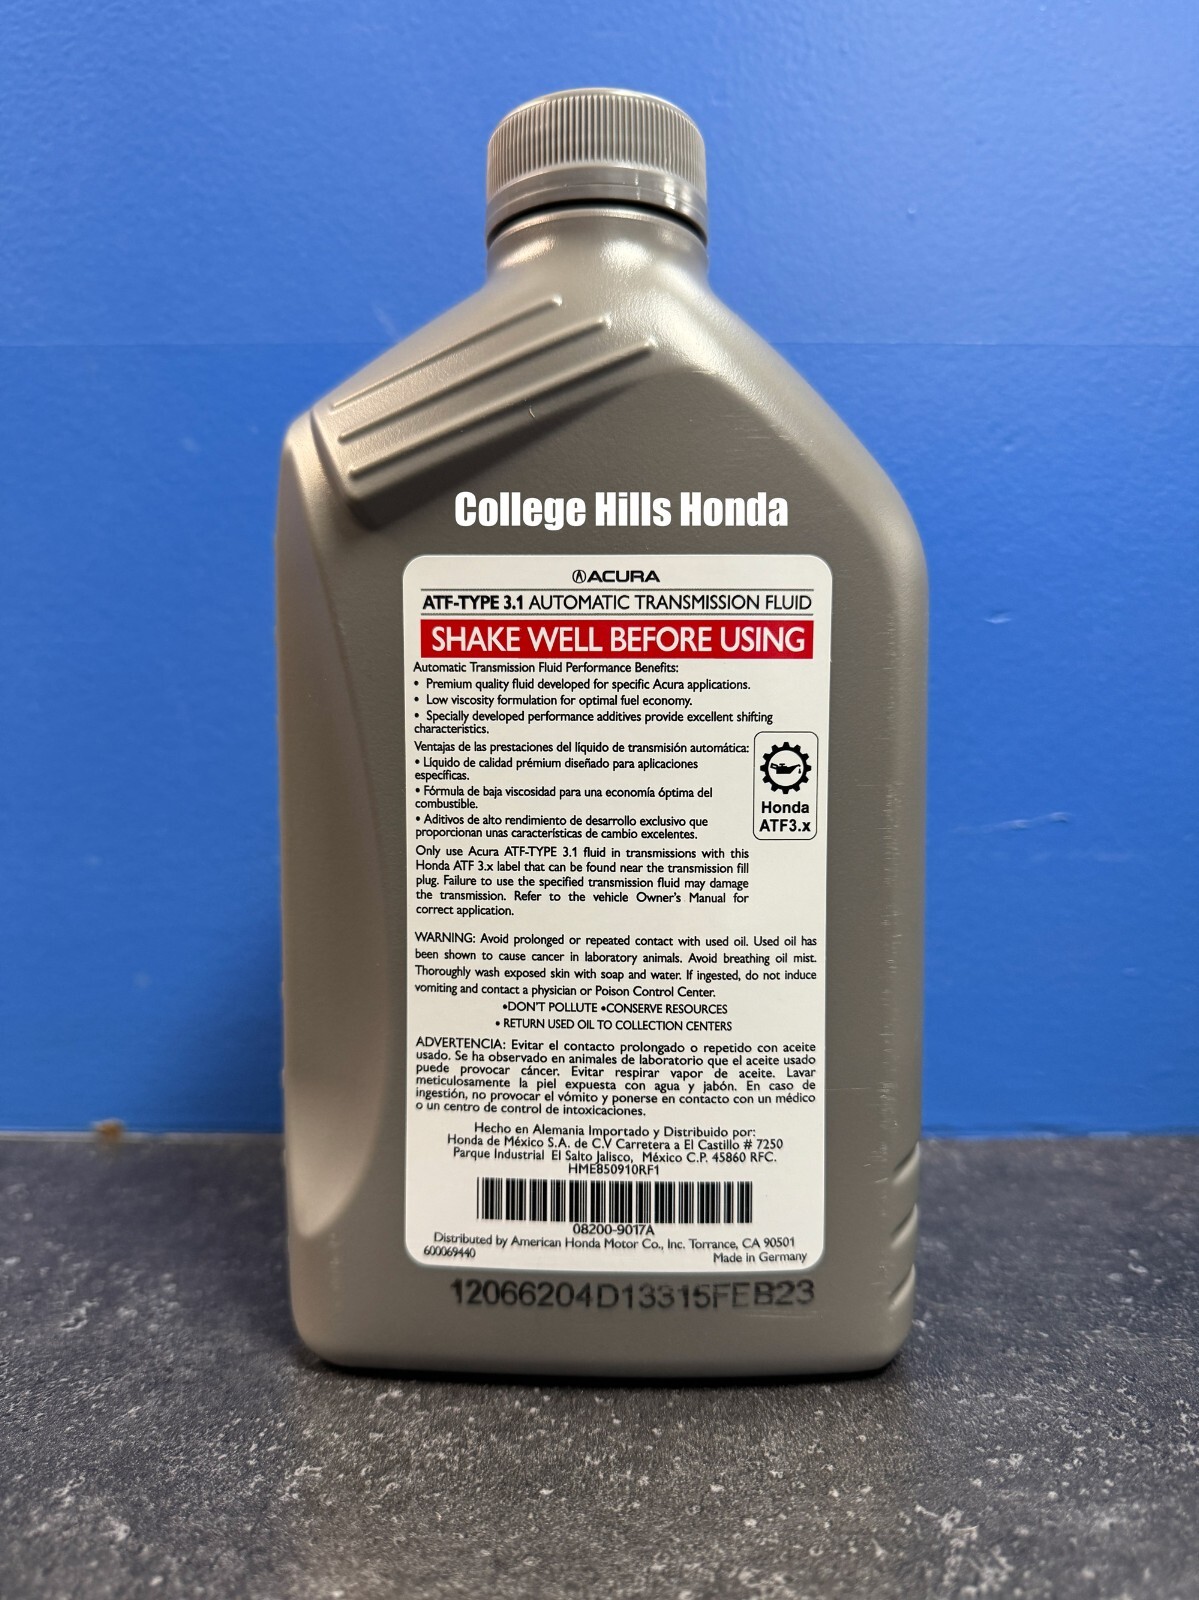 College Hills Honda
ACURA
ATF-TYPE 3.1 AUTOMATIC TRANSMISSION FLUID
SHAKE WELL BEFORE USING
Automatic Transmission Fluid Performance Benefits:
• Premium quality fluid developed for specific Acura applications.
• Low viscosity formulation for optimal fuel economy.
• Specially developed performance additives provide excellent shifting
characteristics.
Ventajas de las prestaciones del líquido de transmisión automática:
• Líquido de calidad prémium diseñado para aplicaciones
específicas.
• Fórmula de baja viscosidad para una economía óptima del
combustible.
• Aditivos de alto rendimiento de desarrollo exclusivo que
proporcionan unas características de cambio excelentes.
Honda
ATF3.x
Only use Acura ATF-TYPE 3.1 fluid in transmissions with this
Honda ATF 3.x label that can be found near the transmission fill
plug. Failure to use the specified transmission fluid may damage
the transmission. Refer to the vehicle Owner's Manual for
correct application.
WARNING: Avoid prolonged or repeated contact with used oil. Used oil has
been shown to cause cancer in laboratory animals. Avoid breathing oil mist.
Thoroughly wash exposed skin with soap and water. If ingested, do not induce
vomiting and contact a physician or Poison Control Center.
•DON'T POLLUTE •CONSERVE RESOURCES
• RETURN USED OIL TO COLLECTION CENTERS
ADVERTENCIA: Evitar el contacto prolongado o repetido con aceite
usado. Se ha observado en animales de laboratorio que el aceite usado
puede provocar cáncer. Evitar respirar vapor de aceite. Lavar
meticulosamente la piel expuesta con agua y jabón. En caso de
ingestión, no provocar el vómito y ponerse en contacto con un médico
o un centro de control de intoxicaciones.
Hecho en Alemania Importado y Distribuido por:
Honda de México S.A. de C.V Carretera a El Castillo # 7250
Parque Industrial El Salto Jalisco, México C.P. 45860 RFC.
HME850910RF1
08200-9017A
Distributed by American Honda Motor Co., Inc. Torrance, CA 90501
600069440 Made in Germany
12066204D13315FEB23